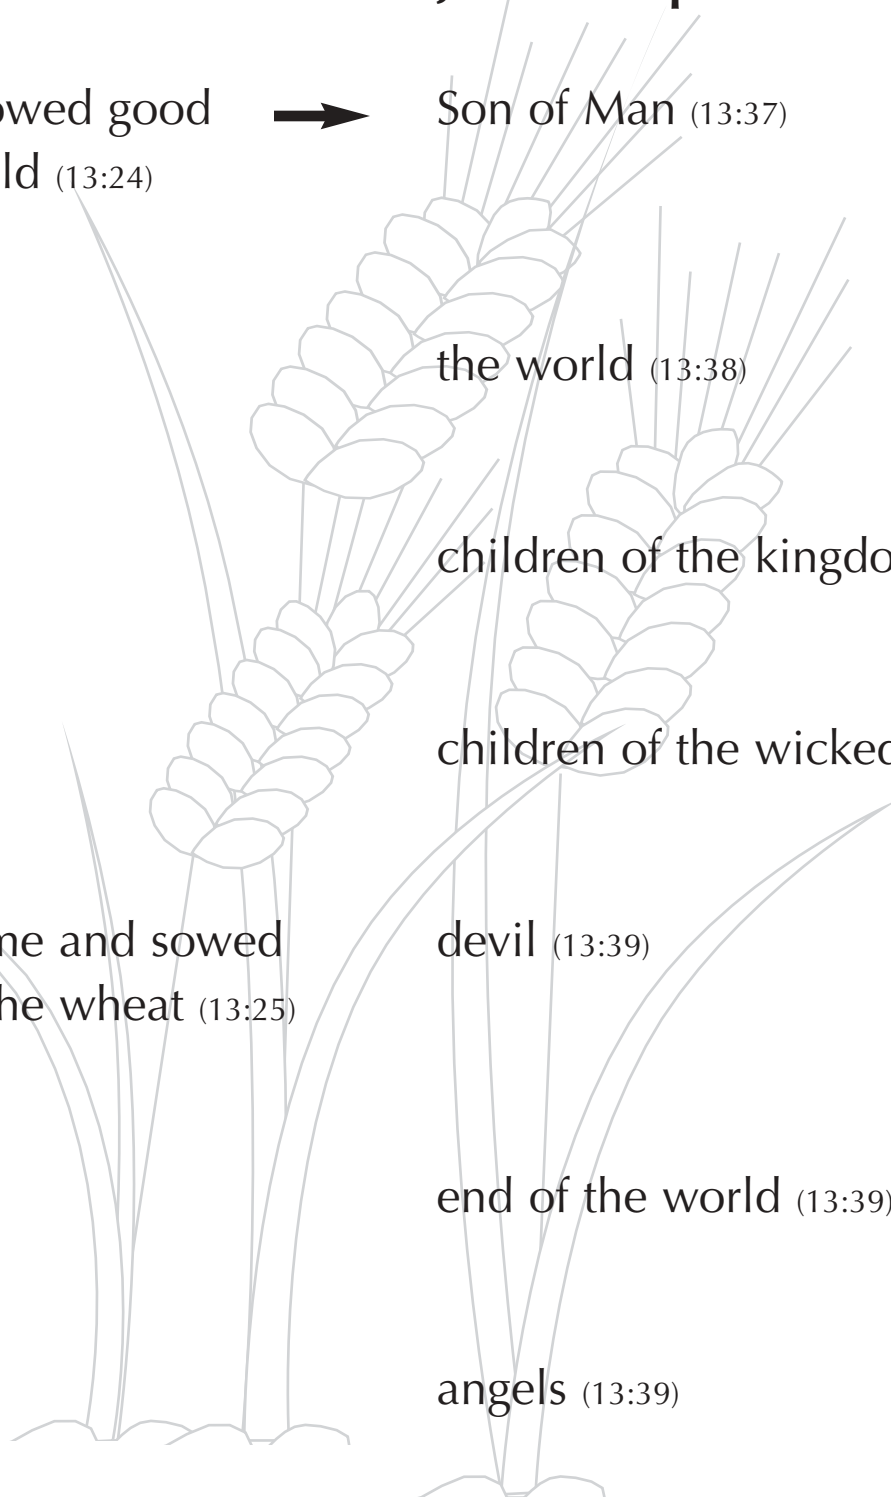 owed good → Son of Man (13:37)
ld (13:24)
the world (13:38)
children of the kingdo
children of the wicked
me and sowed devil (13:39)
he wheat (13:25)
end of the world (13:39)
angels (13:39)